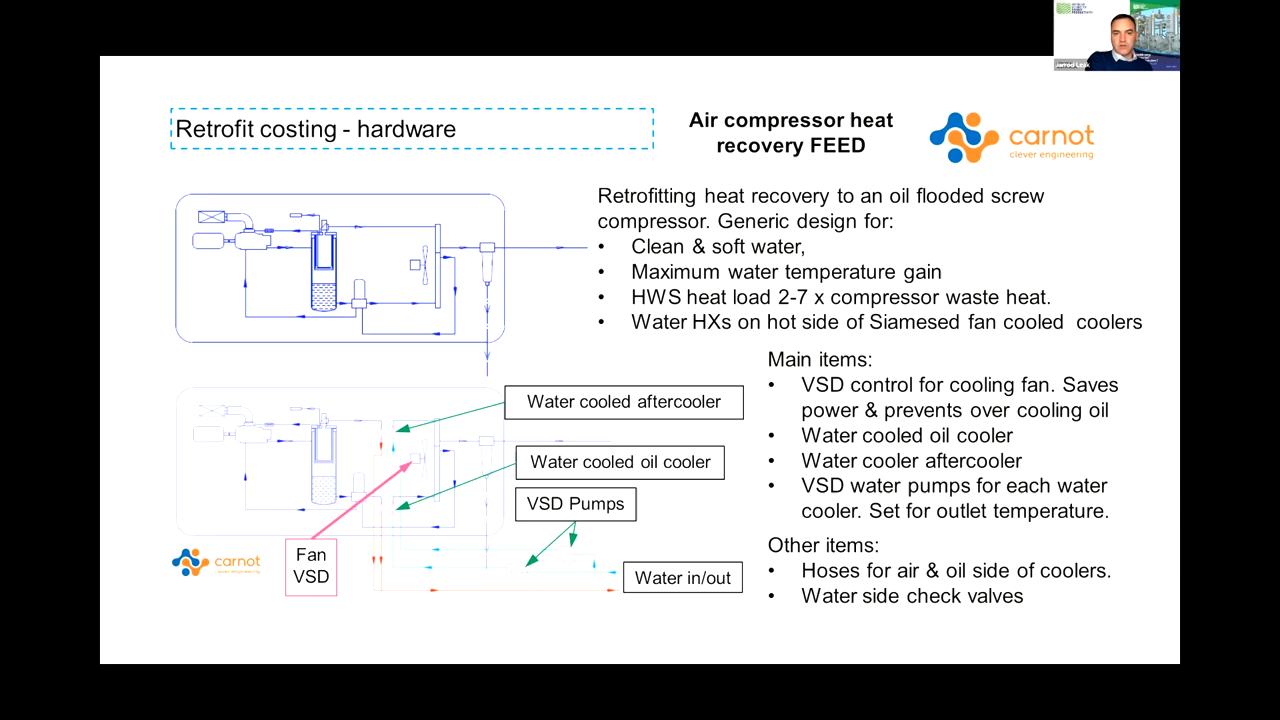 Jarrod Leak
Retrofit costing - hardware
Air compressor heat
recovery FEED
carnot
clever engineering
Retrofitting heat recovery to an oil flooded screw
compressor. Generic design for:
• Clean & soft water,
• Maximum water temperature gain
• HWS heat load 2-7 x compressor waste heat.
• Water HXs on hot side of Siamesed fan cooled coolers
Main items:
• VSD control for cooling fan. Saves
power & prevents over cooling oil
• Water cooled oil cooler
• Water cooler aftercooler
• VSD water pumps for each water
cooler. Set for outlet temperature.
Other items:
• Hoses for air & oil side of coolers.
• Water side check valves
Water cooled aftercooler
Water cooled oil cooler
VSD Pumps
Fan
VSD
Water in/out
carnot
clever engineering